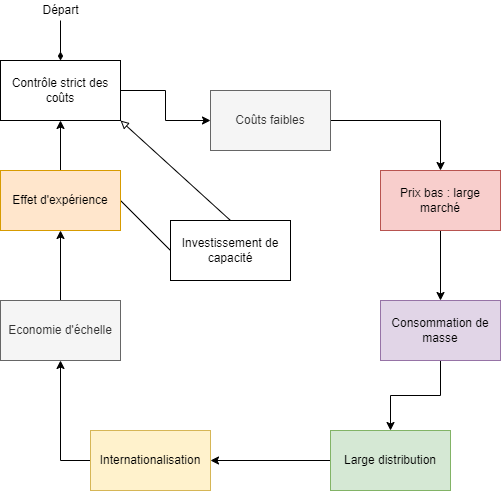 Départ
Contrôle strict des
coûts
Coûts faibles
Prix bas : large
marché
Effet d'expérience
Investissement de
capacité
Consommation de
masse
Economie d'échelle
Internationalisation
Large distribution